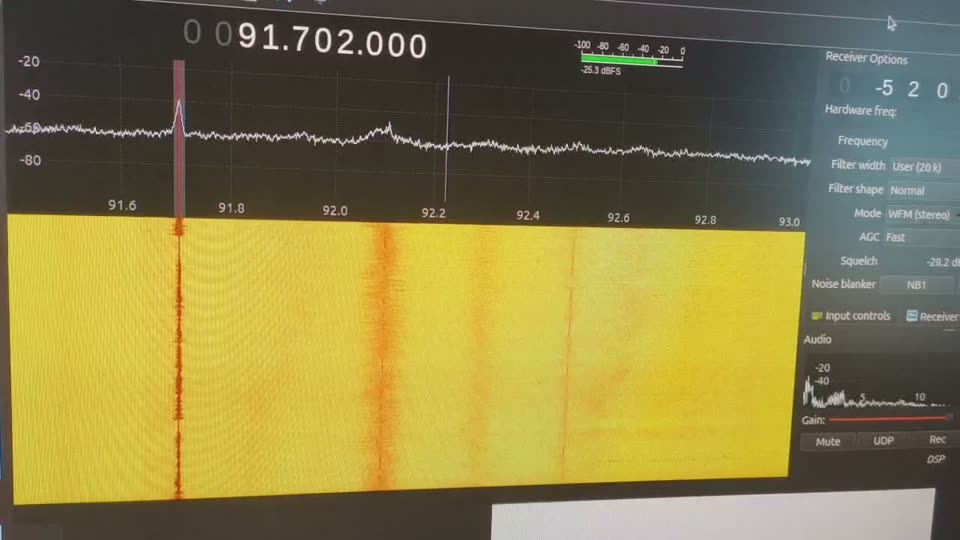 0 091.702.000
-100 -80 -60 -40 -20 0
-25.3 dBFS
-20
-40
-60
-80
91.6 91.8 92.0 92.2 92.4 92.6 92.8 93.0
Receiver Options
0 -5 2 0
Hardware freq:
Frequency
Filter width User (20 k)
Filter shape Normal
Mode WFM (stereo)
AGC Fast
Squelch -28.2 dB
Noise blanker NB1
Input controls Receiver
Audio
-20
-40
5 10
Gain:
Mute UDP Rec
DSP